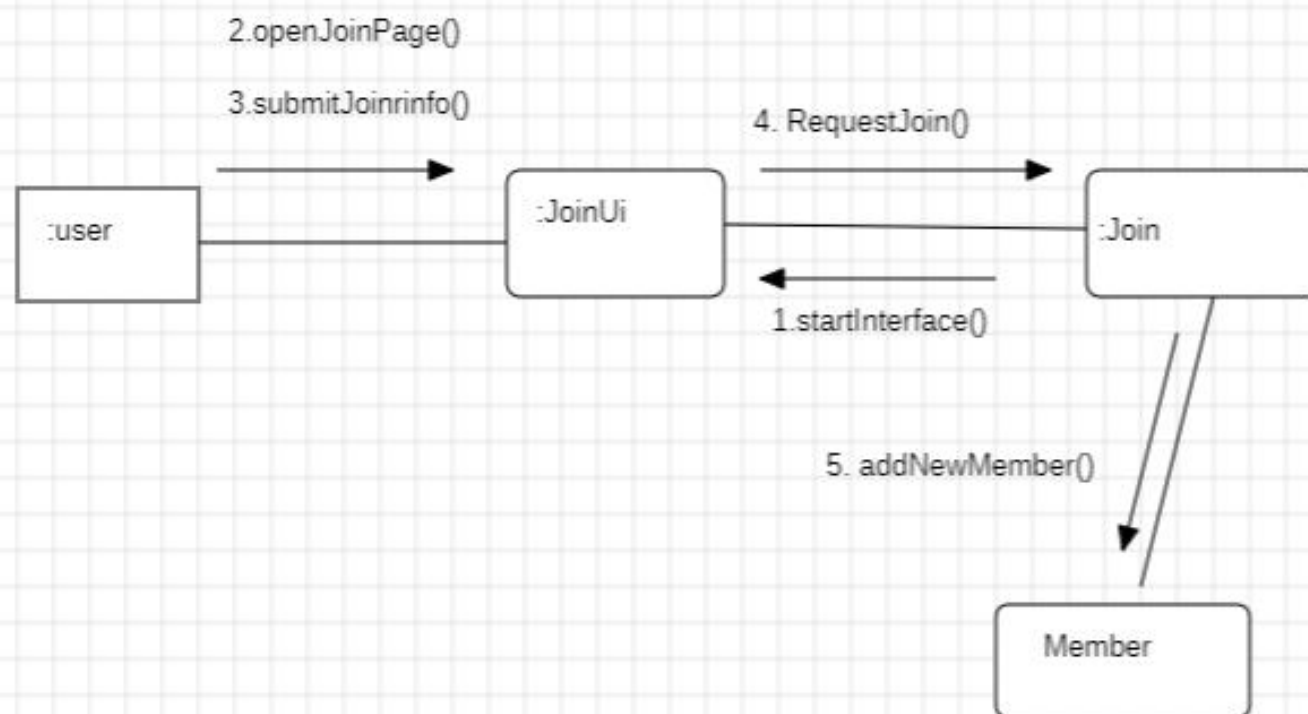 2.openJoinPage()
3.submitJoinrinfo()
4. RequestJoin()
:user
:JoinUi
:Join
1.startInterface()
5. addNewMember()
Member